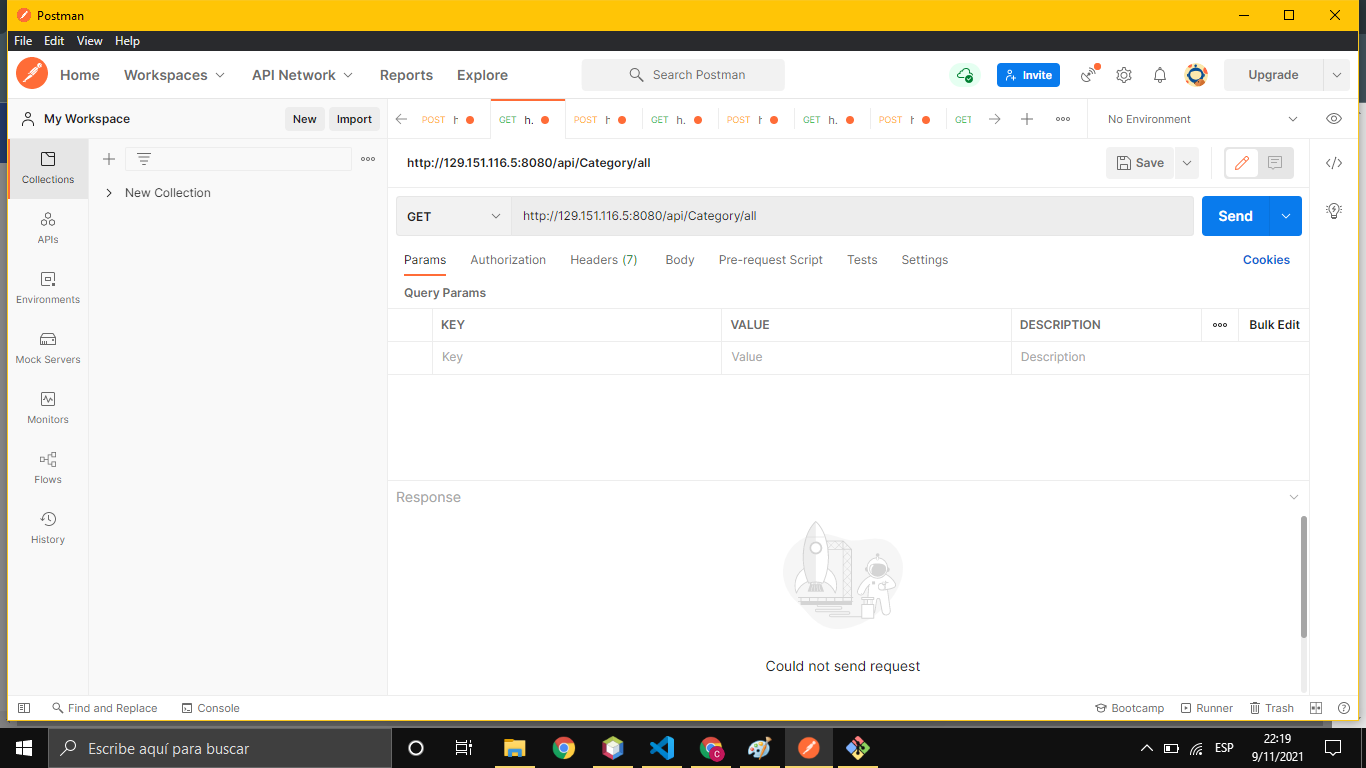 Postman
File Edit View Help
Home Workspaces API Network Reports Explore Search Postman Invite Upgrade
My Workspace New Import
POST h GET h. POST h GET h. POST h GET h. POST h GET No Environment
Collections
APIs
Environments
Mock Servers
Monitors
Flows
History
New Collection
http://129.151.116.5:8080/api/Category/all Save
GET http://129.151.116.5:8080/api/Category/all Send
Params Authorization Headers (7) Body Pre-request Script Tests Settings Cookies
Query Params
KEY VALUE DESCRIPTION Bulk Edit
Key Value Description
Response
Could not send request
Find and Replace Console Bootcamp Runner Trash
Escribe aquí para buscar
ESP
22:19
9/11/2021